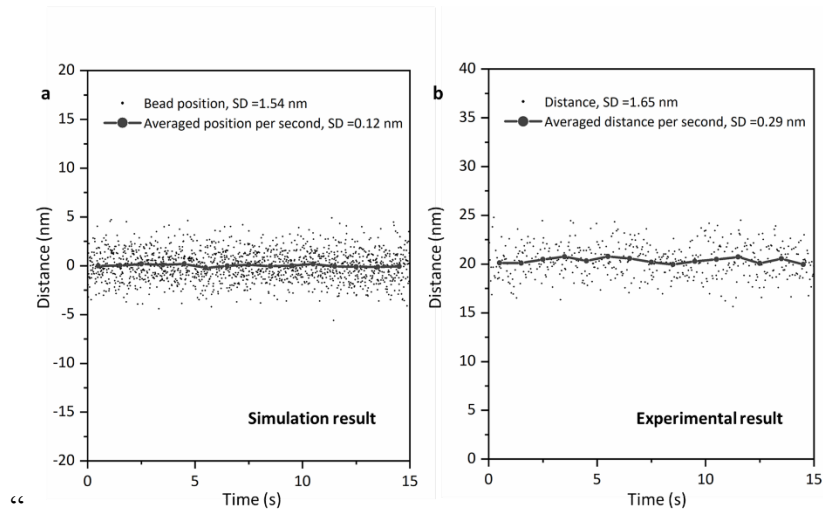 a
20
15
10
5
0
-5
-10
-15
-20
Distance (nm)
Bead position, SD =1.54 nm
Averaged position per second, SD =0.12 nm
Simulation result
0 5 10 15
Time (s)
b
40
35
30
25
20
15
10
5
0
Distance (nm)
Distance, SD =1.65 nm
Averaged distance per second, SD =0.29 nm
Experimental result
0 5 10 15
Time (s)
“